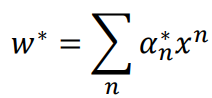 w* = ∑ₙ αₙ* xⁿ